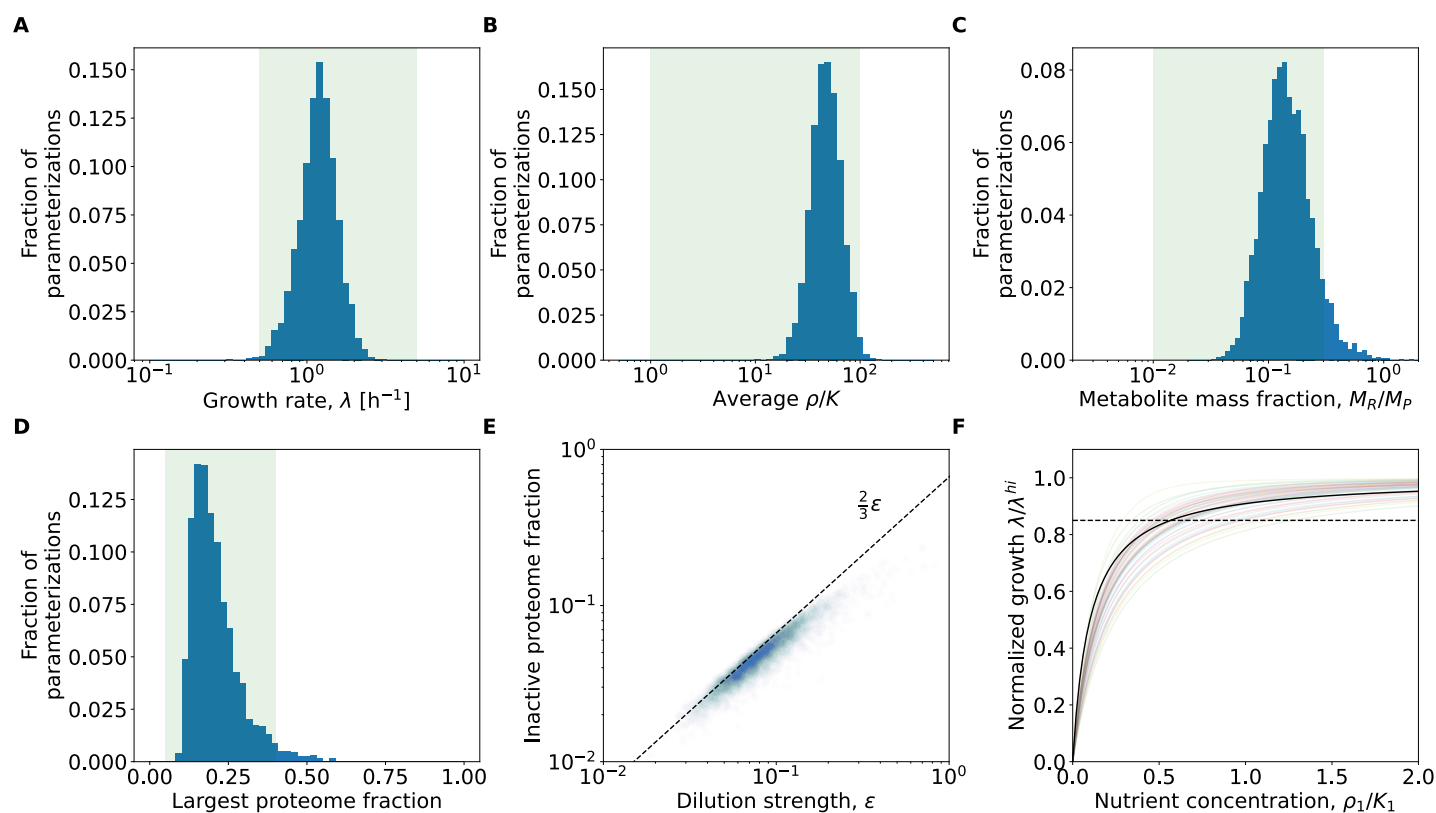 A
Fraction of
parameterizations
0.150
0.125
0.100
0.075
0.050
0.025
0.000
10⁻¹
10⁰
10¹
Growth rate, λ [h⁻¹]
B
Fraction of
parameterizations
0.150
0.125
0.100
0.075
0.050
0.025
0.000
10⁰
10¹
10²
Average ρ/K
C
Fraction of
parameterizations
0.08
0.06
0.04
0.02
0.00
10⁻²
10⁻¹
10⁰
Metabolite mass fraction, M_R/M_P
D
Fraction of
parameterizations
0.125
0.100
0.075
0.050
0.025
0.000
0.00
0.25
0.50
0.75
1.00
Largest proteome fraction
E
Inactive proteome fraction
10⁰
10⁻¹
10⁻²
2/3 ε
10⁻²
10⁻¹
10⁰
Dilution strength, ε
F
Normalized growth λ/λ^hi
1.0
0.8
0.6
0.4
0.2
0.0
0.0
0.5
1.0
1.5
2.0
Nutrient concentration, ρ₁/K₁